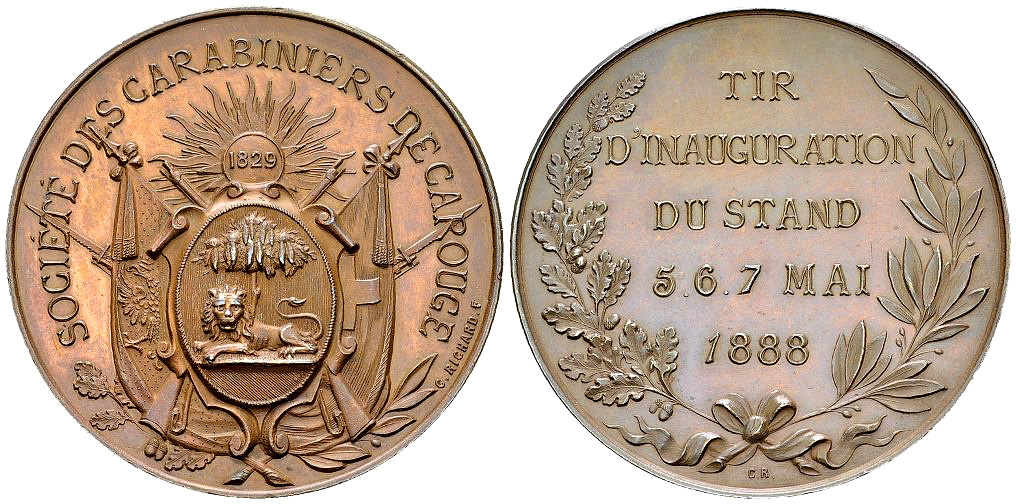 SOCIÉTÉ DES CARABINIERS DE CAROUGE
1829
C. RICHARD. F
TIR
D'INAUGURATION
DU STAND
5.6.7 MAI
1888
C.R.